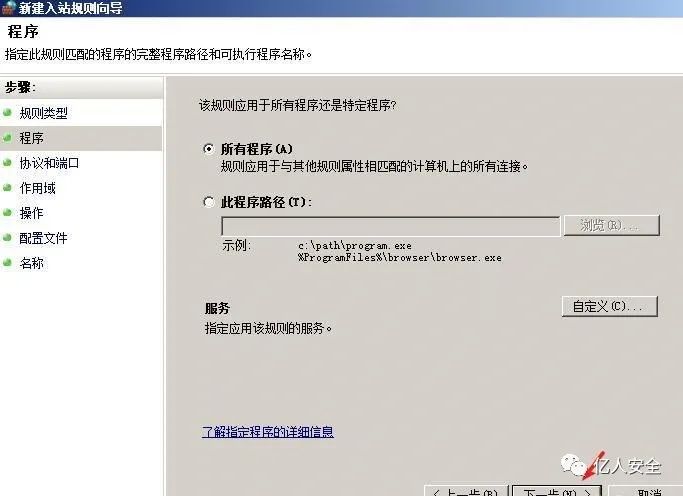 新建入站规则向导
程序
指定此规则匹配的程序的完整程序路径和可执行程序名称。
步骤:
规则类型
程序
协议和端口
作用域
操作
配置文件
名称
该规则应用于所有程序还是特定程序?
所有程序(A)
规则应用于与其他规则属性相匹配的计算机上的所有连接。
此程序路径(T):
浏览(R)...
示例:
c:\path\program.exe
%ProgramFiles%\browser\browser.exe
服务
指定应用该规则的服务。
自定义(C)...
了解指定程序的详细信息
亿人安全
< 上一步(B)
下一步(N) >
取消